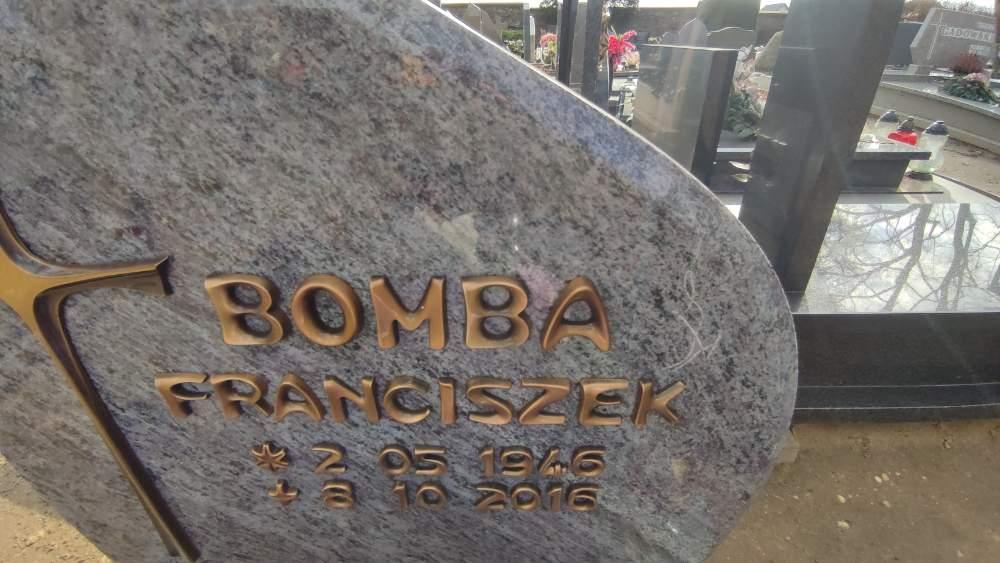 BOMBA
FRANCISZEK
* 2 05 1946
✝ 8 10 2016